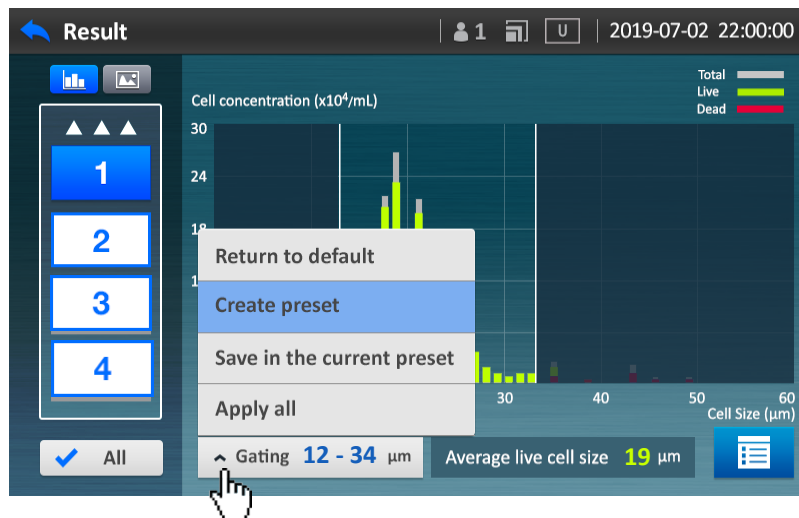 Result
1
U
2019-07-02 22:00:00
Total
Live
Dead
Cell concentration (x10⁴/mL)
30
24
18
1
1
2
3
4
Return to default
Create preset
Save in the current preset
Apply all
30
40
50
60
Cell Size (μm)
All
Gating 12 - 34 μm
Average live cell size 19 μm